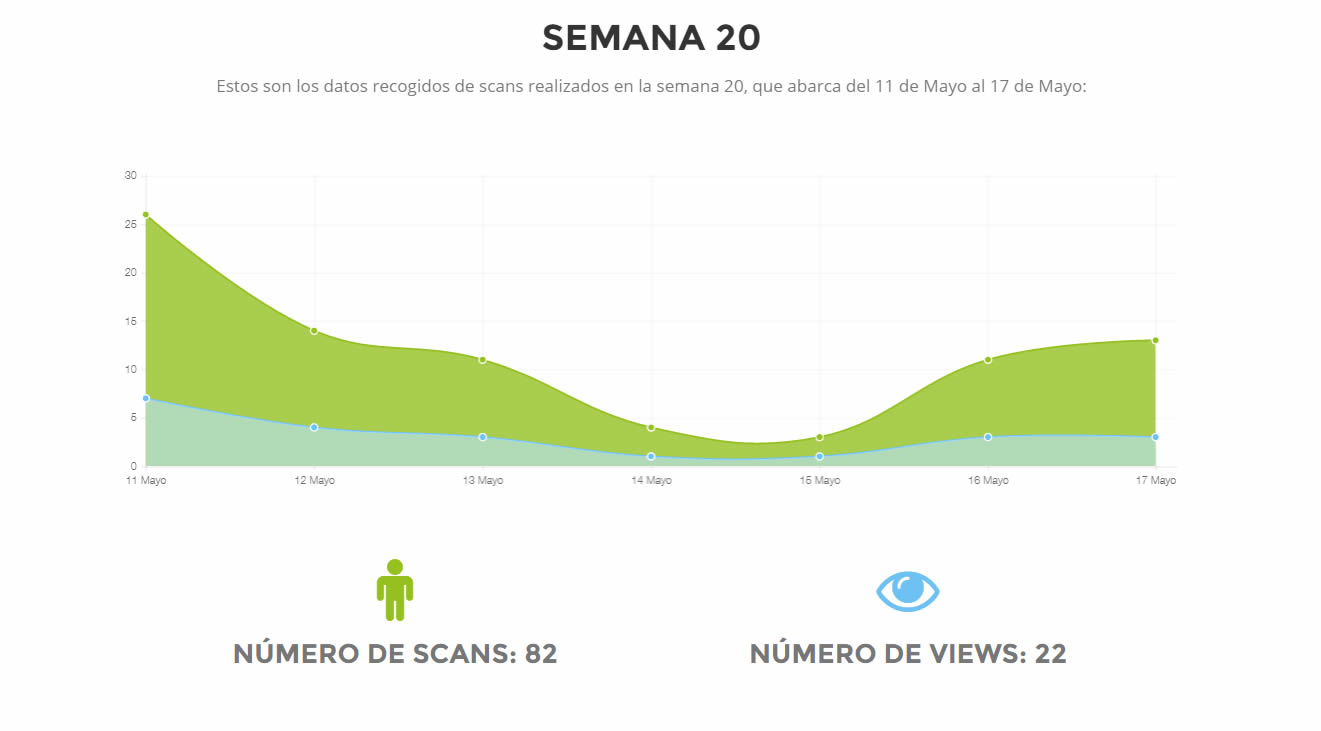 SEMANA 20
Estos son los datos recogidos de scans realizados en la semana 20, que abarca del 11 de Mayo al 17 de Mayo:
30
25
20
15
10
5
0
11 Mayo
12 Mayo
13 Mayo
14 Mayo
15 Mayo
16 Mayo
17 Mayo
NÚMERO DE SCANS: 82
NÚMERO DE VIEWS: 22